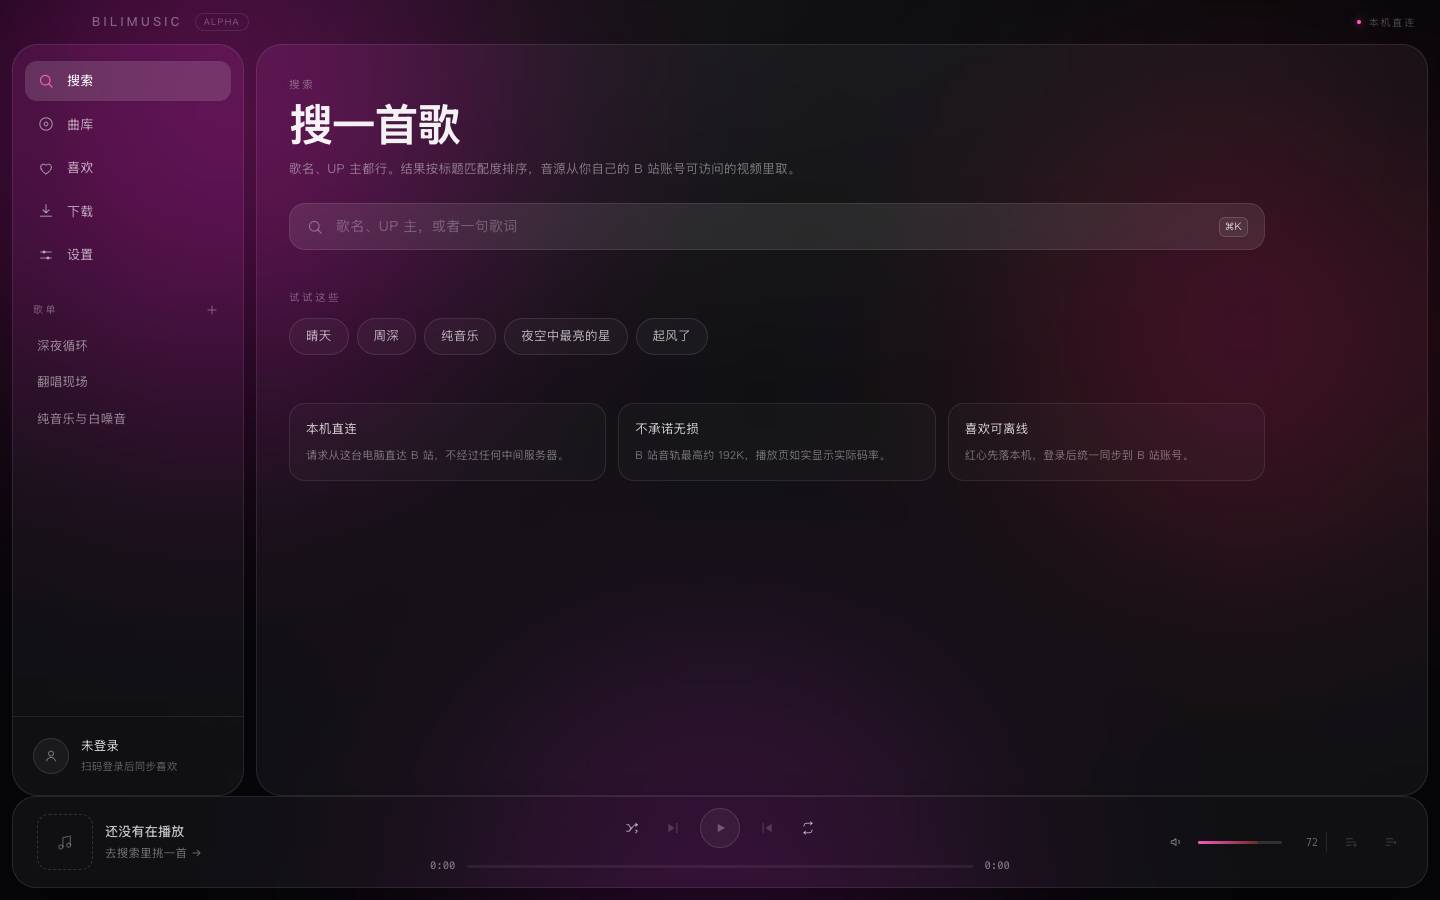 BILIMUSIC ALPHA
本机直连
搜索
曲库
喜欢
下载
设置
歌单
深夜循环
翻唱现场
纯音乐与白噪音
未登录
扫码登录后同步喜欢
搜索
搜一首歌
歌名、UP 主都行。结果按标题匹配度排序，音源从你自己的 B 站账号可访问的视频里取。
歌名、UP 主，或者一句歌词 ⌘K
试试这些
晴天 周深 纯音乐 夜空中最亮的星 起风了
本机直连
请求从这台电脑直达 B 站，不经过任何中间服务器。
不承诺无损
B 站音轨最高约 192K，播放页如实显示实际码率。
喜欢可离线
红心先落本机，登录后统一同步到 B 站账号。
还没有在播放
去搜索里挑一首 →
0:00 0:00
72